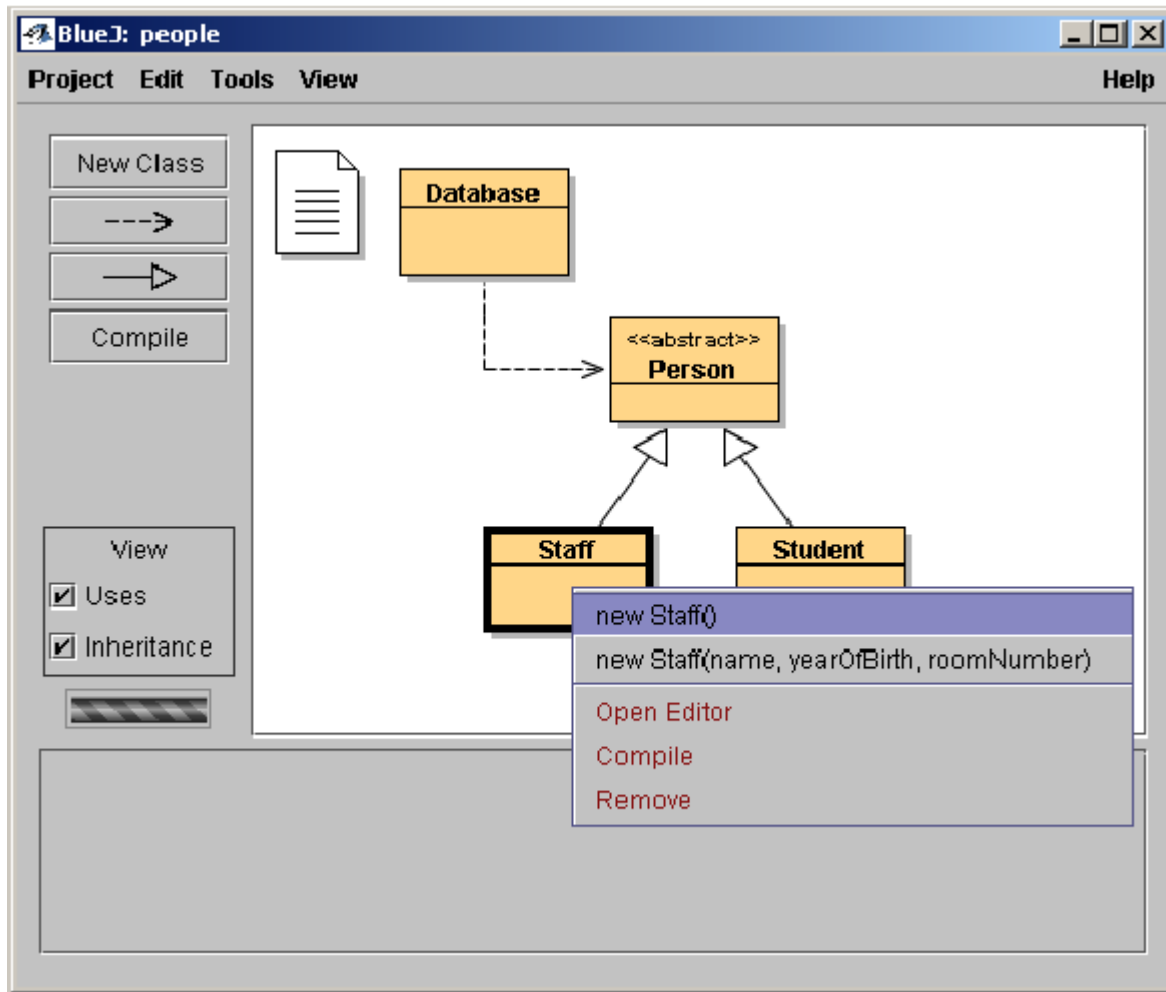 BlueJ: people
Project Edit Tools View Help
New Class
Compile
View
Uses
Inheritance
Database
<<abstract>>
Person
Staff
Student
new Staff()
new Staff(name, yearOfBirth, roomNumber)
Open Editor
Compile
Remove